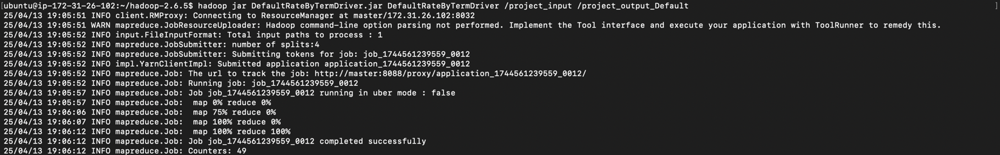 [ubuntu@ip-172-31-26-102:~/hadoop-2.6.5$ hadoop jar DefaultRateByTermDriver.jar DefaultRateByTermDriver /project_input /project_output_Default ]
25/04/13 19:05:51 INFO client.RMProxy: Connecting to ResourceManager at master/172.31.26.102:8032
25/04/13 19:05:51 WARN mapreduce.JobResourceUploader: Hadoop command-line option parsing not performed. Implement the Tool interface and execute your application with ToolRunner to remedy this.
25/04/13 19:05:52 INFO input.FileInputFormat: Total input paths to process : 1
25/04/13 19:05:52 INFO mapreduce.JobSubmitter: number of splits:4
25/04/13 19:05:52 INFO mapreduce.JobSubmitter: Submitting tokens for job: job_1744561239559_0012
25/04/13 19:05:52 INFO impl.YarnClientImpl: Submitted application application_1744561239559_0012
25/04/13 19:05:52 INFO mapreduce.Job: The url to track the job: http://master:8088/proxy/application_1744561239559_0012/
25/04/13 19:05:52 INFO mapreduce.Job: Running job: job_1744561239559_0012
25/04/13 19:05:57 INFO mapreduce.Job: Job job_1744561239559_0012 running in uber mode : false
25/04/13 19:05:57 INFO mapreduce.Job:  map 0% reduce 0%
25/04/13 19:06:06 INFO mapreduce.Job:  map 75% reduce 0%
25/04/13 19:06:07 INFO mapreduce.Job:  map 100% reduce 0%
25/04/13 19:06:12 INFO mapreduce.Job:  map 100% reduce 100%
25/04/13 19:06:12 INFO mapreduce.Job: Job job_1744561239559_0012 completed successfully
25/04/13 19:06:12 INFO mapreduce.Job: Counters: 49